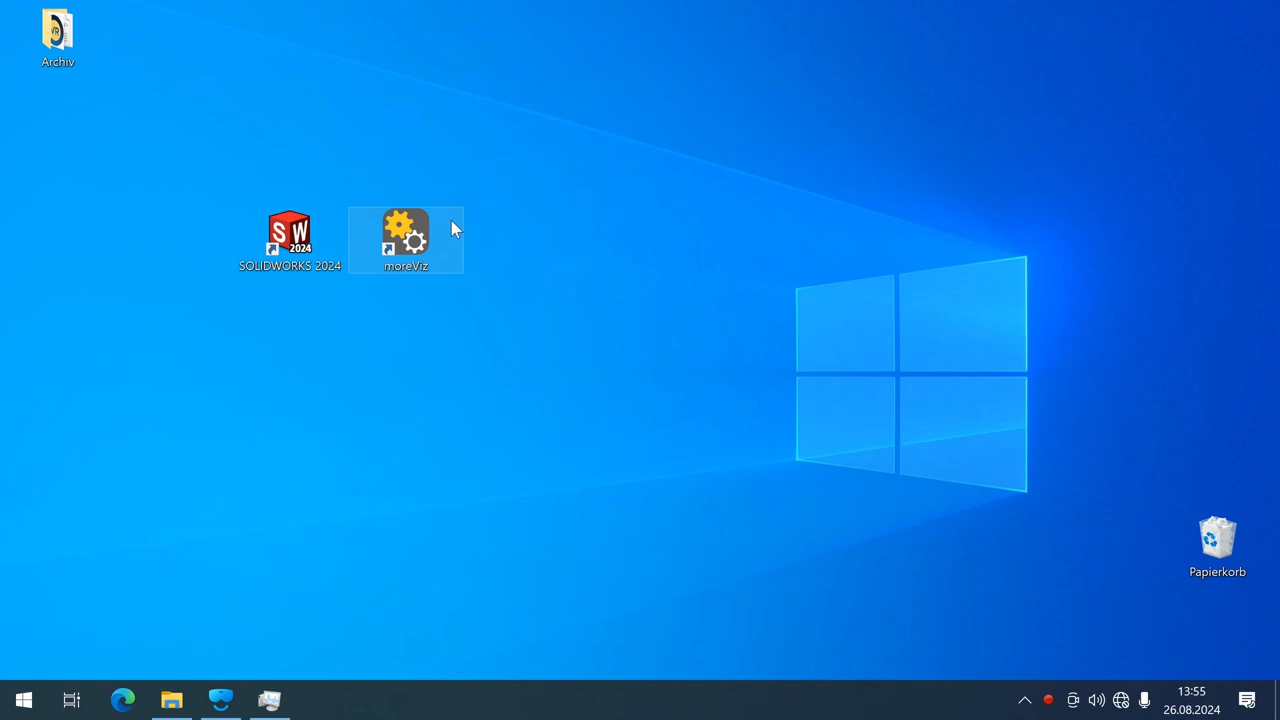 Archiv
SW
2024
SOLIDWORKS 2024
moreViz
Papierkorb
13:55
26.08.2024